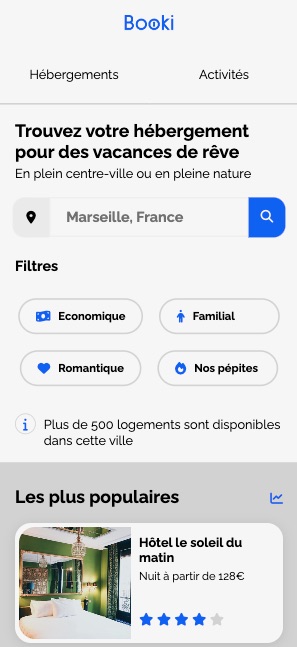 Booki
Hébergements
Activités
Trouvez votre hébergement
pour des vacances de rêve
En plein centre-ville ou en pleine nature
Marseille, France
Filtres
Economique
Familial
Romantique
Nos pépites
Plus de 500 logements sont disponibles
dans cette ville
Les plus populaires
Hôtel le soleil du
matin
Nuit à partir de 128€